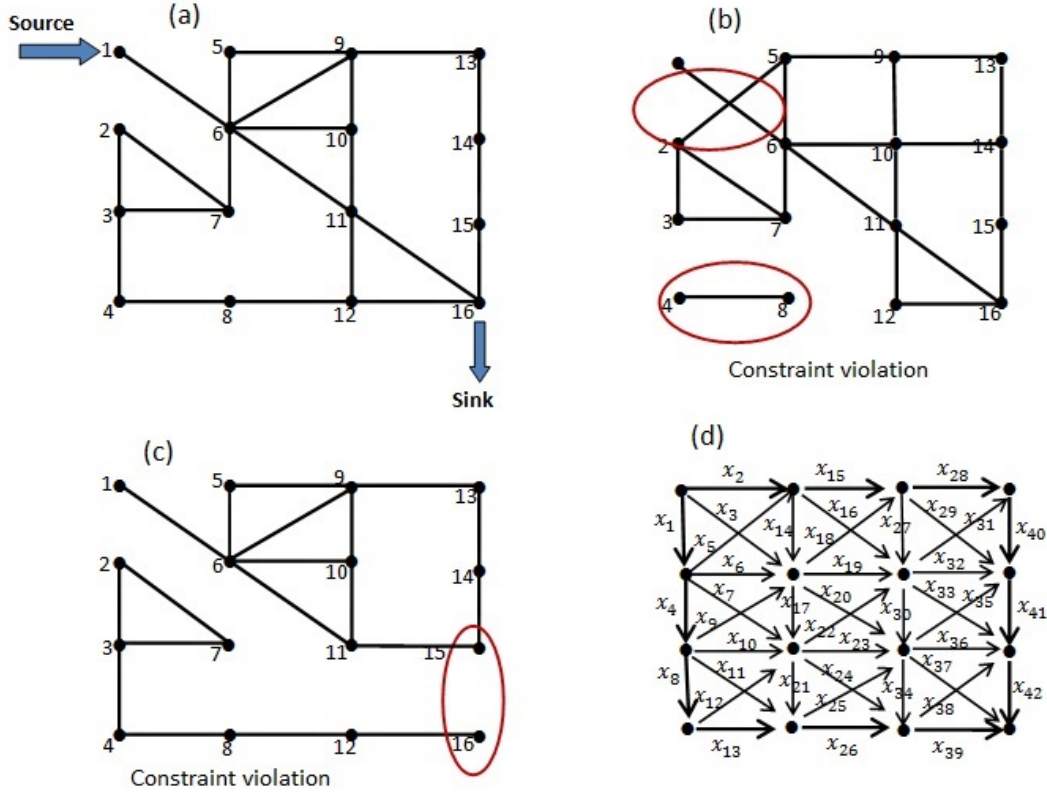 (a)
Source
1
5
9
13
2
6
10
14
3
7
11
15
4
8
12
16
Sink
(b)
5
9
13
2
6
10
14
3
7
11
15
4
8
12
16
Constraint violation
(c)
1
5
9
13
2
6
10
14
3
7
11
15
4
8
12
16
Constraint violation
(d)
x₂ x₁₅ x₂₈
x₁ x₃ x₁₄ x₁₆ x₂₇ x₂₉ x₃₁ x₄₀
x₅ x₁₈
x₆ x₁₉ x₃₂
x₄ x₇ x₁₇ x₂₀ x₃₀ x₃₃ x₃₅ x₄₁
x₉ x₂₂
x₁₀ x₂₃ x₃₆
x₈ x₁₁ x₂₁ x₂₄ x₃₄ x₃₇ x₄₂
x₁₂ x₂₅ x₃₈
x₁₃ x₂₆ x₃₉